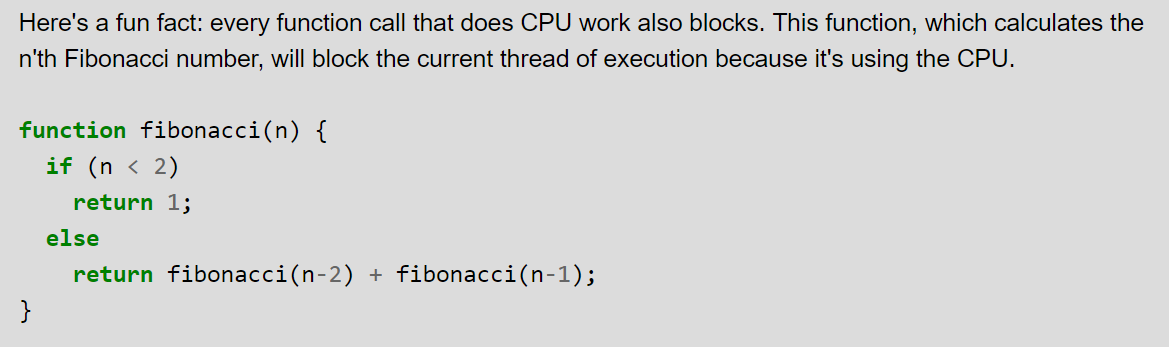 Here's a fun fact: every function call that does CPU work also blocks. This function, which calculates the
n'th Fibonacci number, will block the current thread of execution because it's using the CPU.
function fibonacci(n) {
  if (n < 2)
    return 1;
  else
    return fibonacci(n-2) + fibonacci(n-1);
}